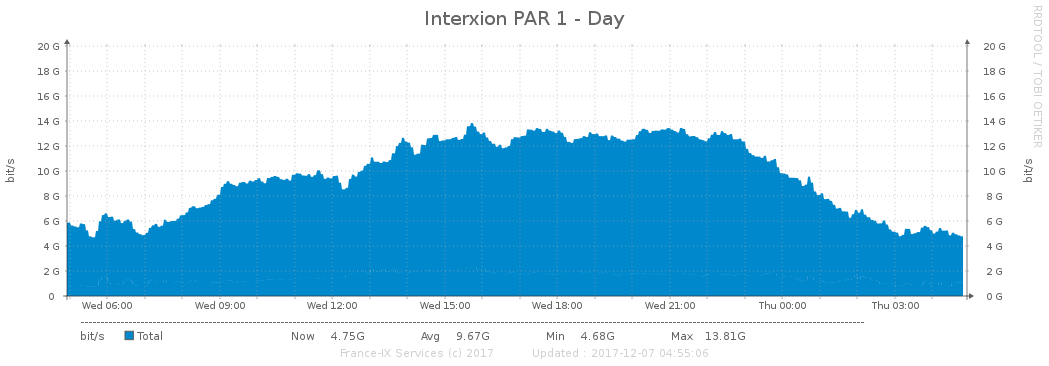 Interxion PAR 1 - Day
RRDTOOL / TOBI OETIKER
20 G 20 G
18 G 18 G
16 G 16 G
14 G 14 G
12 G 12 G
10 G 10 G
8 G 8 G
6 G 6 G
4 G 4 G
2 G 2 G
0 0 G
bit/s
bit/s
Wed 06:00 Wed 09:00 Wed 12:00 Wed 15:00 Wed 18:00 Wed 21:00 Thu 00:00 Thu 03:00
bit/s Total Now 4.75G Avg 9.67G Min 4.68G Max 13.81G
France-IX Services (c) 2017 Updated : 2017-12-07 04:55:06